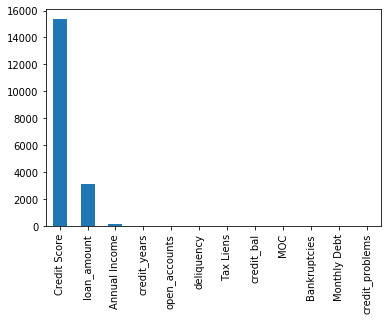 16000
14000
12000
10000
8000
6000
4000
2000
0
Credit Score
loan_amount
Annual Income
credit_years
open_accounts
deliquency
Tax Liens
credit_bal
MOC
Bankruptcies
Monthly Debt
credit_problems